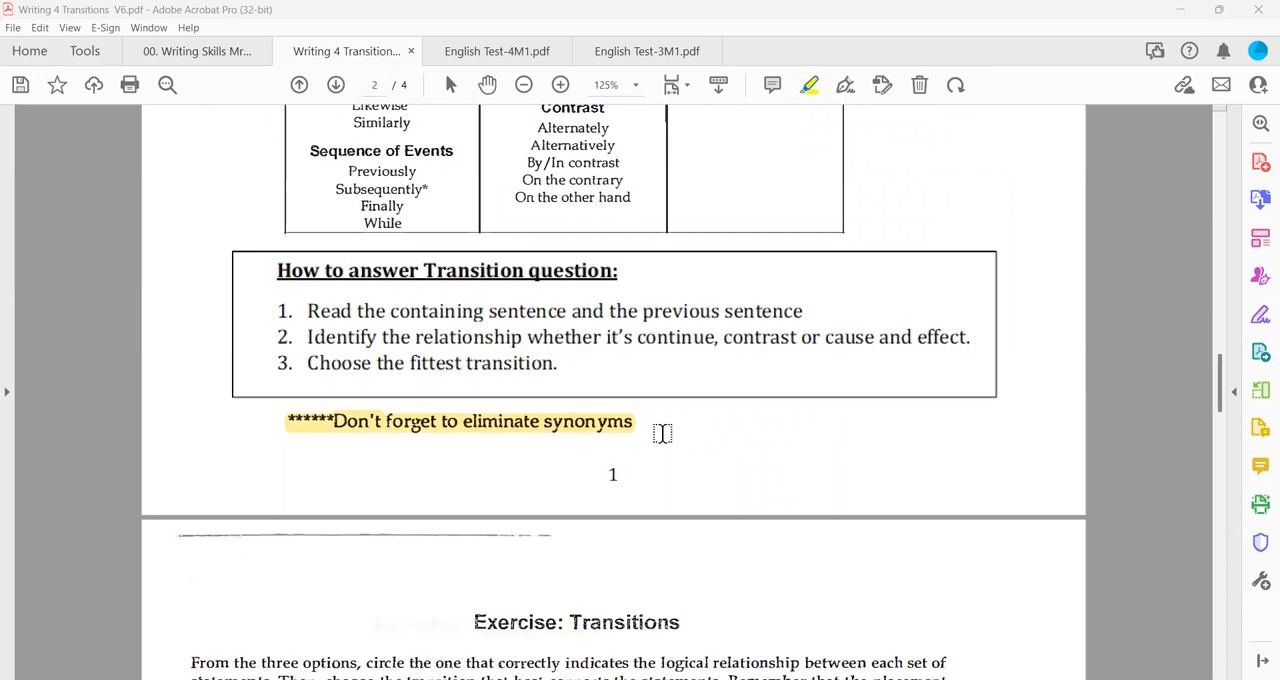 Writing 4 Transitions V6.pdf - Adobe Acrobat Pro (32-bit)
File Edit View E-Sign Window Help
Home Tools 00. Writing Skills Mr... Writing 4 Transition... × English Test-4M1.pdf English Test-3M1.pdf
2 / 4 125%
Likewise
Similarly
Sequence of Events
Previously
Subsequently*
Finally
While
Contrast
Alternately
Alternatively
By/In contrast
On the contrary
On the other hand
How to answer Transition question:
1. Read the containing sentence and the previous sentence
2. Identify the relationship whether it's continue, contrast or cause and effect.
3. Choose the fittest transition.
******Don't forget to eliminate synonyms
1
Exercise: Transitions
From the three options, circle the one that correctly indicates the logical relationship between each set of
statements. Then, choose the transition that best connects the statements. Remember that the placement